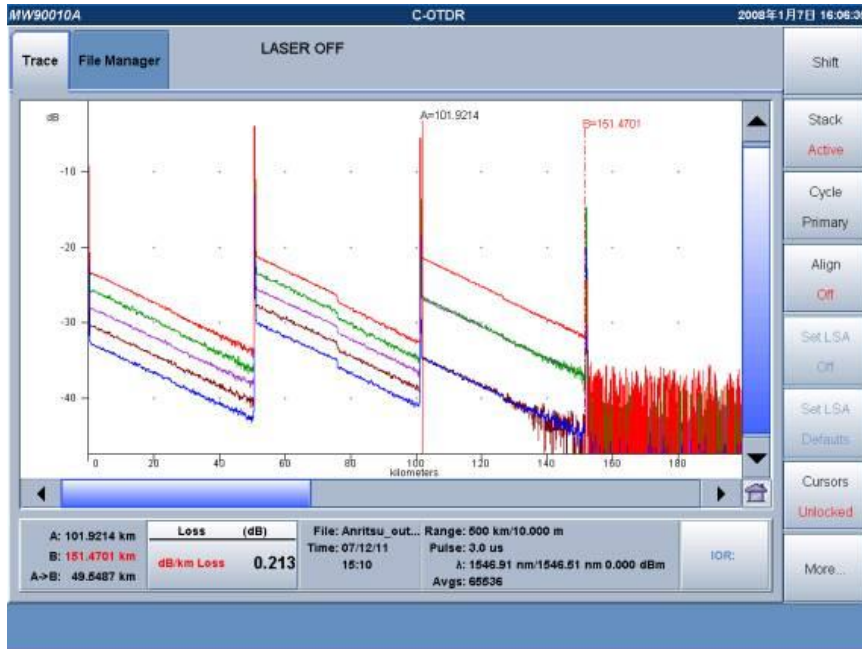 MW90010A C-OTDR 2008年1月7日 16:06:3
Trace File Manager LASER OFF
Shift
Stack
Active
Cycle
Primary
Align
Off
Set LSA
Off
Set LSA
Defaults
Cursors
Unlocked
More...
dB
A=101.9214
B=151.4701
-10
-20
-30
-40
0 20 40 60 80 100 120 140 160 180
kilometers
A: 101.9214 km
B: 151.4701 km
A->B: 49.5487 km
Loss (dB)
dB/km Loss 0.213
File: Anritsu_out...
Time: 07/12/11
15:10
Range: 500 km/10.000 m
Pulse: 3.0 us
λ: 1546.91 nm/1546.51 nm 0.000 dBm
Avgs: 65536
IOR: